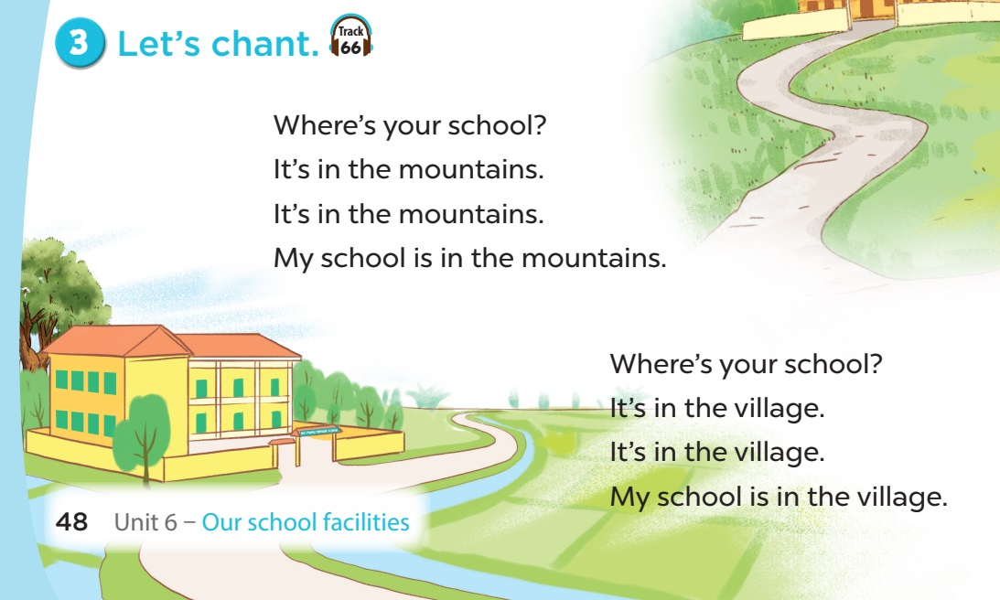 3 Let's chant. Track 66
Where's your school?
It's in the mountains.
It's in the mountains.
My school is in the mountains.
Where's your school?
It's in the village.
It's in the village.
My school is in the village.
48 Unit 6 – Our school facilities